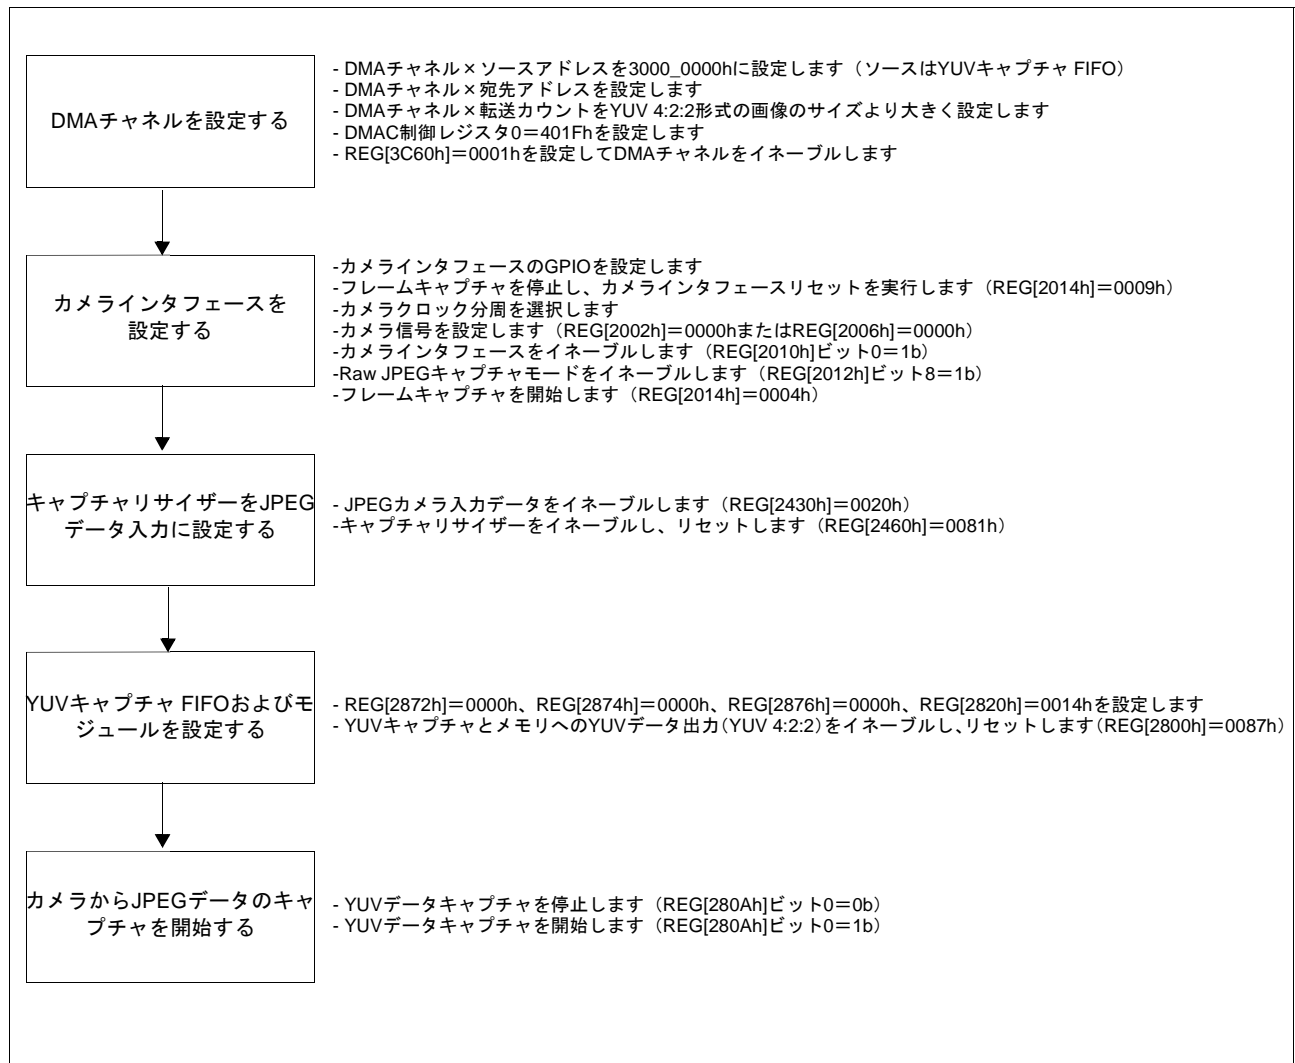 DMAチャネルを設定する
- DMAチャネル×ソースアドレスを3000_0000hに設定します（ソースはYUVキャプチャ FIFO）
- DMAチャネル×宛先アドレスを設定します
- DMAチャネル×転送カウントをYUV 4:2:2形式の画像のサイズより大きく設定します
- DMAC制御レジスタ0＝401Fhを設定します
- REG[3C60h]＝0001hを設定してDMAチャネルをイネーブルします
カメラインタフェースを
設定する
-カメラインタフェースのGPIOを設定します
-フレームキャプチャを停止し、カメラインタフェースリセットを実行します（REG[2014h]＝0009h）
-カメラクロック分周を選択します
-カメラ信号を設定します（REG[2002h]＝0000hまたはREG[2006h]＝0000h）
-カメラインタフェースをイネーブルします（REG[2010h]ビット0＝1b）
-Raw JPEGキャプチャモードをイネーブルします（REG[2012h]ビット8＝1b）
-フレームキャプチャを開始します（REG[2014h]＝0004h）
キャプチャリサイザーをJPEG
データ入力に設定する
- JPEGカメラ入力データをイネーブルします（REG[2430h]＝0020h）
-キャプチャリサイザーをイネーブルし、リセットします（REG[2460h]＝0081h）
YUVキャプチャ FIFOおよびモ
ジュールを設定する
- REG[2872h]＝0000h、REG[2874h]＝0000h、REG[2876h]＝0000h、REG[2820h]＝0014hを設定します
- YUVキャプチャとメモリへのYUVデータ出力（YUV 4:2:2）をイネーブルし、リセットします（REG[2800h]＝0087h）
カメラからJPEGデータのキャ
プチャを開始する
- YUVデータキャプチャを停止します（REG[280Ah]ビット0＝0b）
- YUVデータキャプチャを開始します（REG[280Ah]ビット0＝1b）